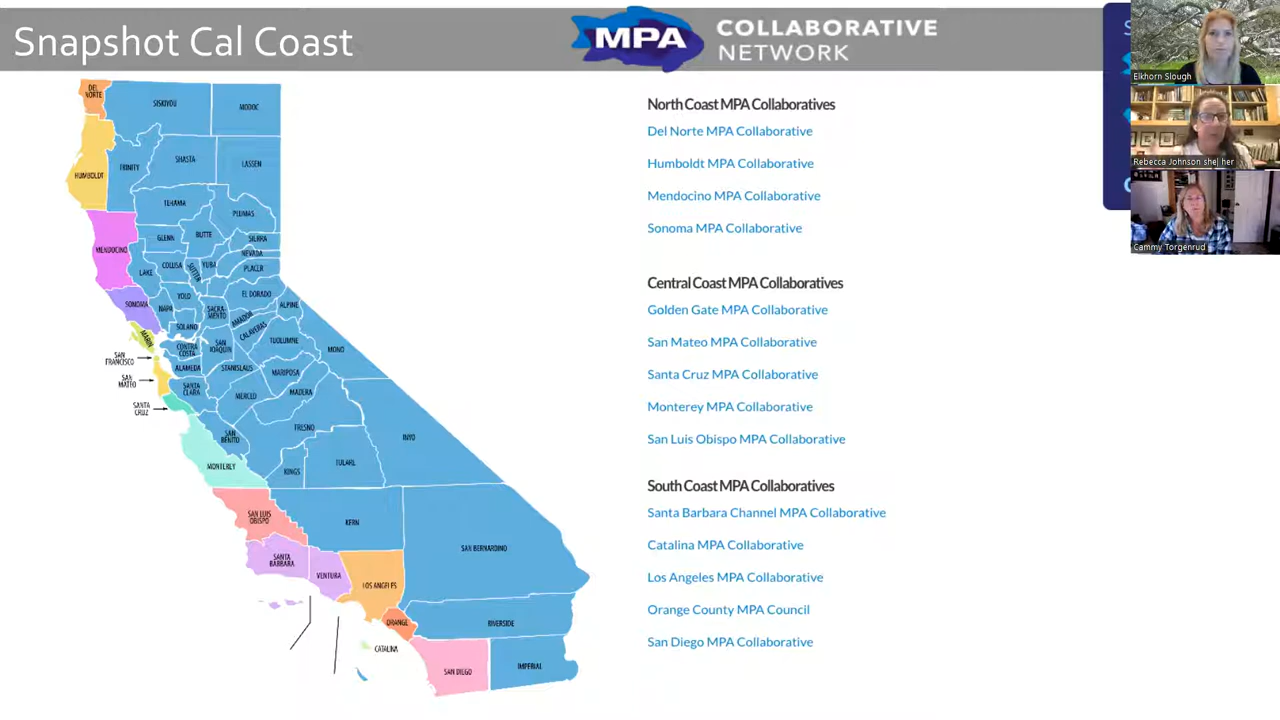 Snapshot Cal Coast
MPA
COLLABORATIVE
NETWORK
Elkhorn Slough
Rebecca Johnson she| her
Cammy Torgenrud
North Coast MPA Collaboratives
Del Norte MPA Collaborative
Humboldt MPA Collaborative
Mendocino MPA Collaborative
Sonoma MPA Collaborative
Central Coast MPA Collaboratives
Golden Gate MPA Collaborative
San Mateo MPA Collaborative
Santa Cruz MPA Collaborative
Monterey MPA Collaborative
San Luis Obispo MPA Collaborative
South Coast MPA Collaboratives
Santa Barbara Channel MPA Collaborative
Catalina MPA Collaborative
Los Angeles MPA Collaborative
Orange County MPA Council
San Diego MPA Collaborative
DEL
NORTE
SISKIYOU
MODOC
HUMBOLDT
TRINITY
SHASTA
LASSEN
TEHAMA
PLUMAS
MENDOCINO
GLENN
BUTTE
SIERRA
NEVADA
PLACER
LAKE
COLUSA
SUTTER
YUBA
SONOMA
NAPA
YOLO
EL DORADO
SACRA-
MENTO
AMADOR
ALPINE
SOLANO
CALAVERAS
MARIN
CONTRA
COSTA
SAN
JOAQUIN
TUOLUMNE
MONO
SAN
FRANCISCO
ALAMEDA
STANISLAUS
MARIPOSA
SAN
MATEO
SANTA
CLARA
MERCED
MADERA
SANTA
CRUZ
SAN
BENITO
FRESNO
INYO
MONTEREY
KINGS
TULARE
SAN LUIS
OBISPO
KERN
SAN BERNARDINO
SANTA
BARBARA
VENTURA
LOS ANGELES
ORANGE
RIVERSIDE
CATALINA
SAN DIEGO
IMPERIAL